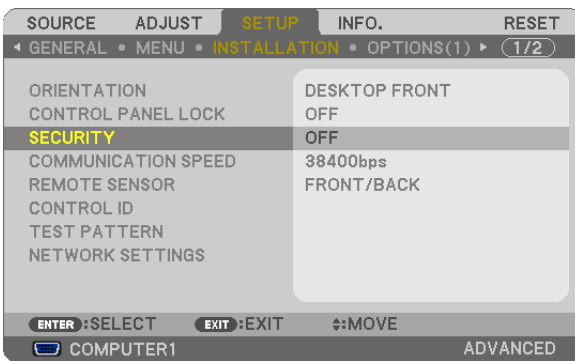 SOURCE ADJUST SETUP INFO. RESET
GENERAL • MENU • INSTALLATION • OPTIONS(1) 1/2
ORIENTATION DESKTOP FRONT
CONTROL PANEL LOCK OFF
SECURITY OFF
COMMUNICATION SPEED 38400bps
REMOTE SENSOR FRONT/BACK
CONTROL ID
TEST PATTERN
NETWORK SETTINGS
ENTER :SELECT EXIT :EXIT :MOVE
COMPUTER1 ADVANCED